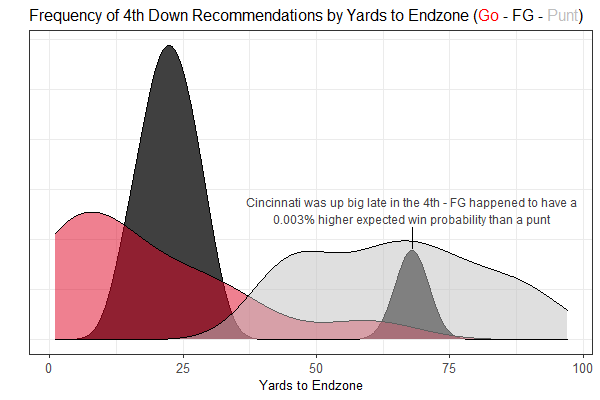 Frequency of 4th Down Recommendations by Yards to Endzone (Go - FG - Punt)
Cincinnati was up big late in the 4th - FG happened to have a
0.003% higher expected win probability than a punt
0 25 50 75 100
Yards to Endzone